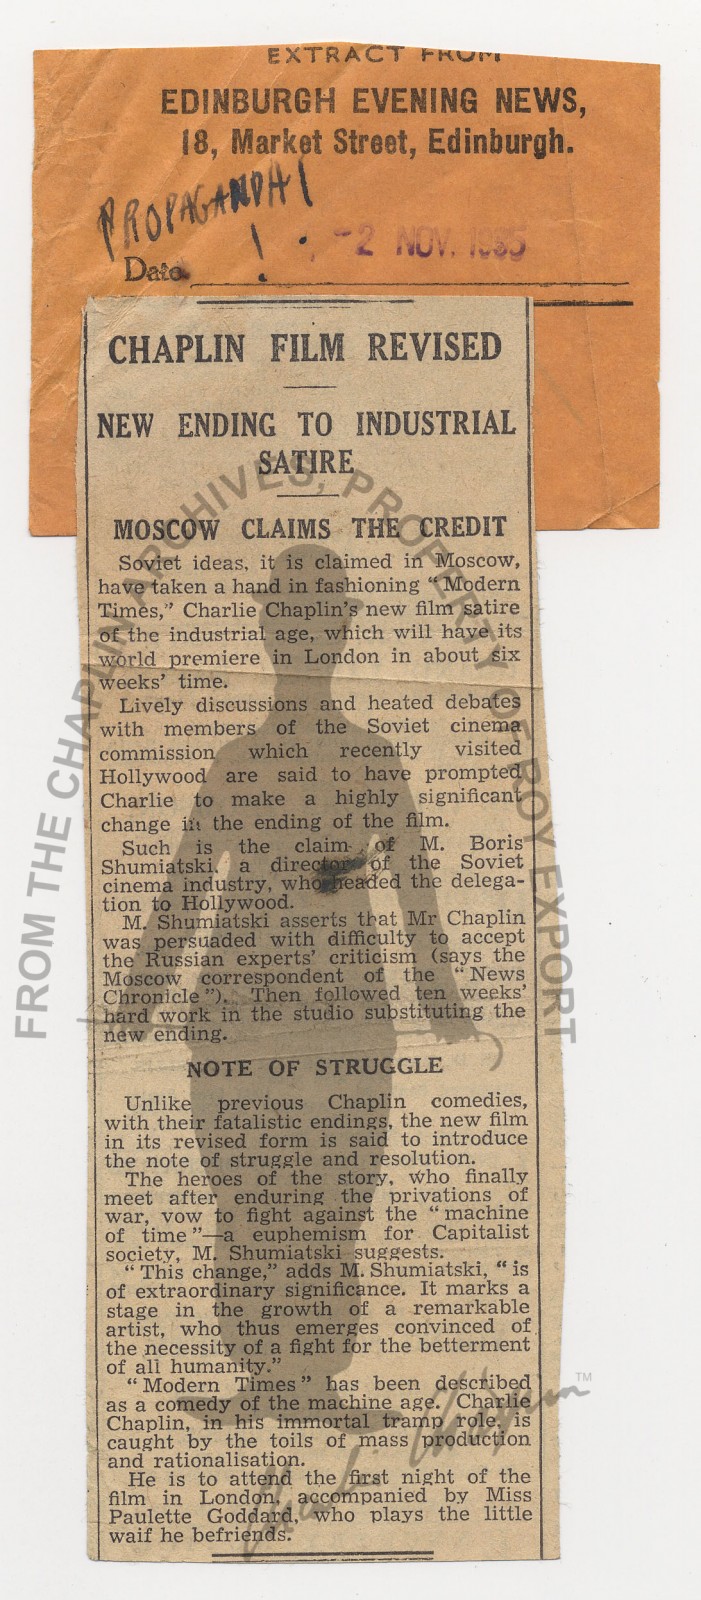 EXTRACT FROM
EDINBURGH EVENING NEWS,
18, Market Street, Edinburgh.
PROPAGANDA!
! . -2 NOV. 1935
Date
CHAPLIN FILM REVISED
NEW ENDING TO INDUSTRIAL
SATIRE
MOSCOW CLAIMS THE CREDIT
Soviet ideas, it is claimed in Moscow,
have taken a hand in fashioning “Modern
Times,” Charlie Chaplin’s new film satire
of the industrial age, which will have its
world premiere in London in about six
weeks’ time.
Lively discussions and heated debates
with members of the Soviet cinema
commission which recently visited
Hollywood are said to have prompted
Charlie to make a highly significant
change in the ending of the film.
Such is the claim of M. Boris
Shumiatski, a director of the Soviet
cinema industry, who headed the delega-
tion to Hollywood.
M. Shumiatski asserts that Mr Chaplin
was persuaded with difficulty to accept
the Russian experts’ criticism (says the
Moscow correspondent of the “News
Chronicle”). Then followed ten weeks’
hard work in the studio substituting the
new ending.
NOTE OF STRUGGLE
Unlike previous Chaplin comedies,
with their fatalistic endings, the new film
in its revised form is said to introduce
the note of struggle and resolution.
The heroes of the story, who finally
meet after enduring the privations of
war, vow to fight against the “machine
of time”—a euphemism for Capitalist
society, M. Shumiatski suggests.
“This change,” adds M. Shumiatski, “is
of extraordinary significance. It marks a
stage in the growth of a remarkable
artist, who thus emerges convinced of
the necessity of a fight for the betterment
of all humanity.”
“Modern Times” has been described
as a comedy of the machine age. Charlie
Chaplin, in his immortal tramp role, is
caught by the toils of mass production
and rationalisation.
He is to attend the first night of the
film in London, accompanied by Miss
Paulette Goddard, who plays the little
waif he befriends.
FROM THE CHAPLIN ARCHIVES, PROPERTY OF ROY EXPORT
Charlie Chaplin TM